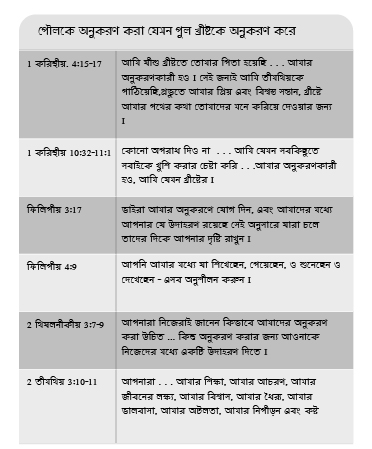 পৌলকে অনুকরণ করা যেমন পুল খ্রীষ্টকে অনুকরণ করে
1 করিন্থীয়. 4:15-17
আমি যীশু খ্রীষ্টতে তোমার পিতা হয়েছি . . . আমার
অনুকরণকারী হও I সেই জন্যই আমি তীমথিয়কে
পাঠিয়েছি,প্রভুতে আমার প্রিয় এবং বিশ্বস্ত সন্তান, খ্রীষ্টে
আমার পথের কথা তোমাদের মনে করিয়ে দেওয়ার জন্য
I
1 করিন্থীয় 10:32-11:1
কোনো অপরাধ দিও না . . . আমি যেমন সবকিছুতে
সবাইকে খুশি করার চেষ্টা করি . . .আমার অনুকরণকারী
হও, আমি যেমন খ্রীষ্টের I
ফিলিপীয় 3:17
ভাইরা আমার অনুকরণে যোগ দিন, এবং আমাদের মধ্যে
আপনার যে উদাহরণ রয়েছে সেই অনুসারে যারা চলে
তাদের দিকে আপনার দৃষ্টি রাখুন I
ফিলিপীয় 4:9
আপনি আমার মধ্যে যা শিখেছেন, পেয়েছেন, ও শুনেছেন ও
দেখেছেন - এসব অনুশীলন করুন I
2 থিষলনীকীয় 3:7-9
আপনারা নিজেরাই জানেন কিভাবে আমাদের অনুকরণ
করা উচিত ... কিন্তু অনুকরণ করার জন্য আপনাকে
নিজেদের মধ্যে একটি উদাহরণ দিতে I
2 তীমথিয় 3:10-11
আপনারা . . . আমার শিক্ষা, আমার আচরণ, আমার
জীবনের লক্ষ্য, আমার বিশ্বাস, আমার ধৈর্য, আমার
ভালবাসা, আমার অটলতা, আমার নিপীড়ন এবং কষ্ট